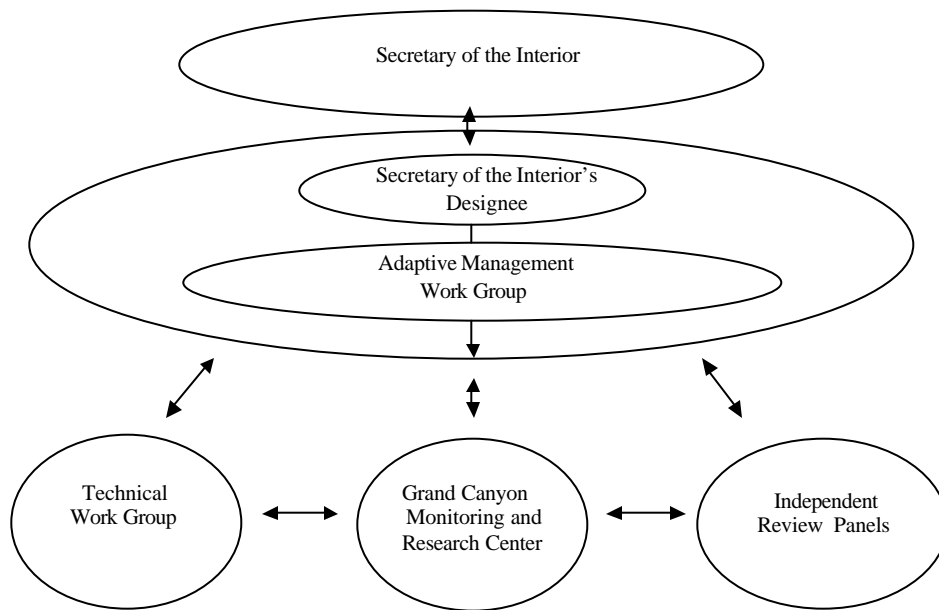 Secretary of the Interior
Secretary of the Interior's
Designee
Adaptive Management
Work Group
Technical
Work Group
Grand Canyon
Monitoring and
Research Center
Independent
Review Panels